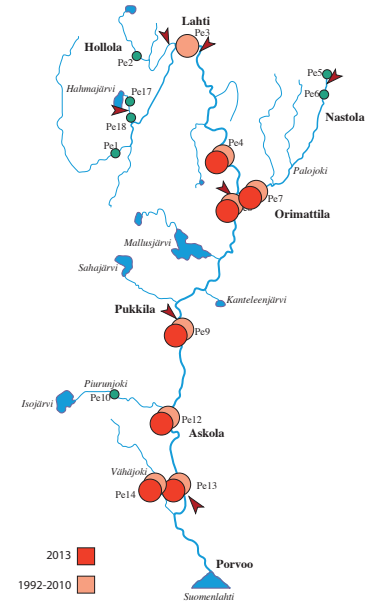 Lahti
Pe3
Hollola
Pe2
Pe5
Hahmajärvi
Pe17
Pe6
Nastola
Pe18
Pe1
Pe4
Palojoki
Pe7
Orimattila
Mallusjärvi
Sahajärvi
Kanteleenjärvi
Pukkila
Pe9
Piurunjoki
Pe10
Isojärvi
Pe12
Askola
Vähäjoki
Pe13
Pe14
2013
Porvoo
1992-2010
Suomenlahti